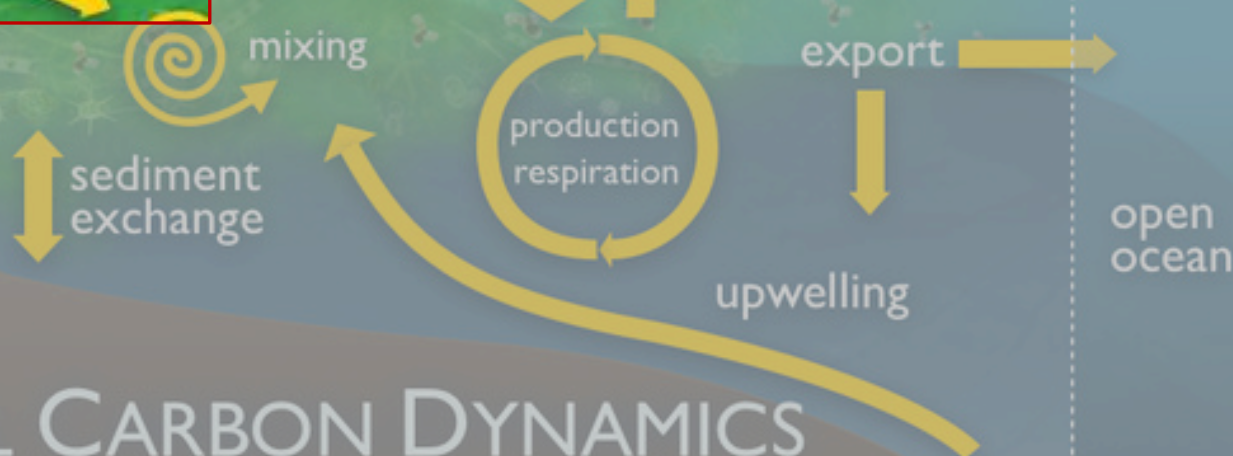 mixing
export
production
respiration
sediment
exchange
open
ocean
upwelling
L CARBON DYNAMICS